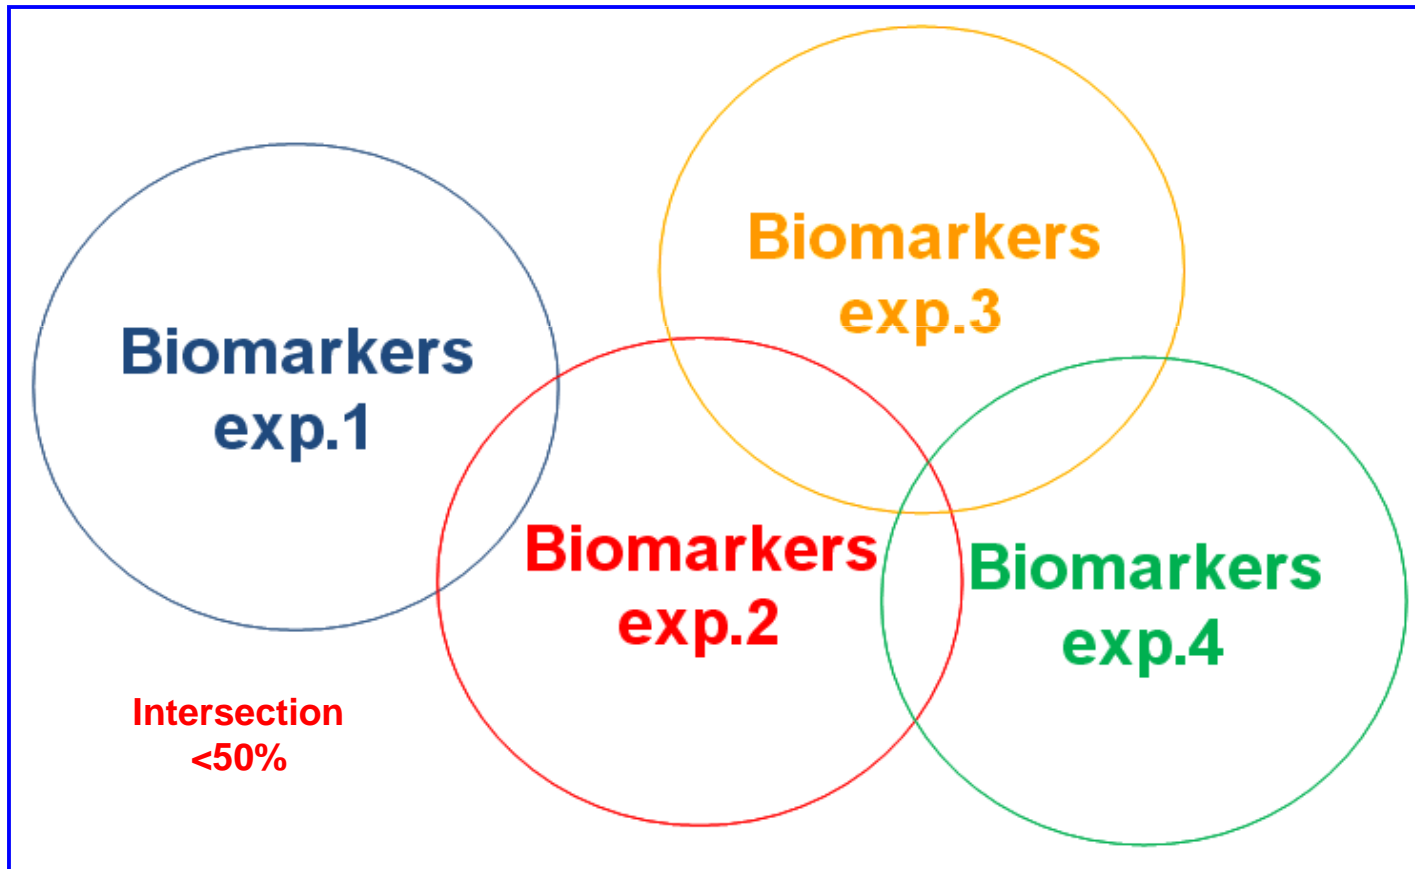 Biomarkers
exp.1
Biomarkers
exp.3
Biomarkers
exp.2
Biomarkers
exp.4
Intersection
<50%